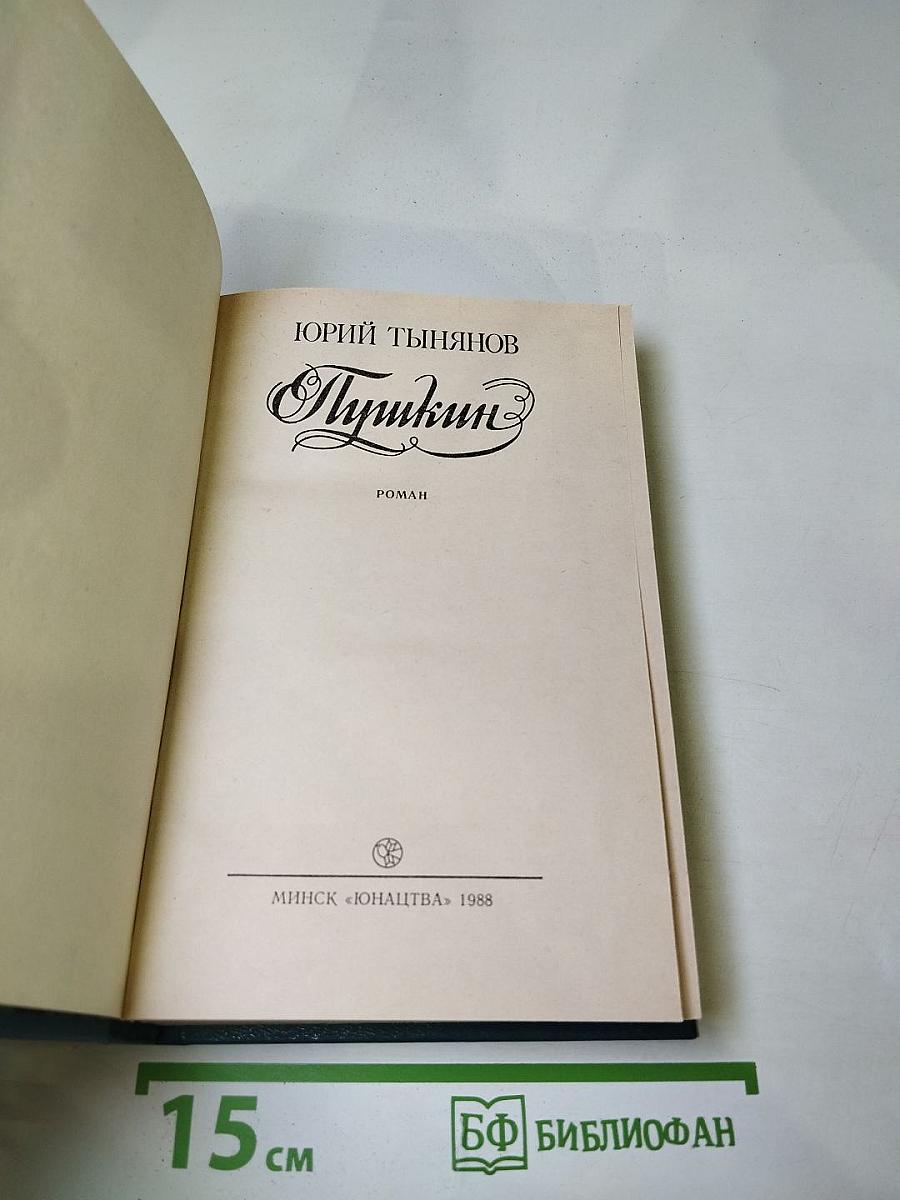 ЮРИЙ ТЫНЯНОВ
Пушкин
РОМАН
МИНСК «ЮНАЦТВА» 1988
15 см
БФ БИБЛИОФАН